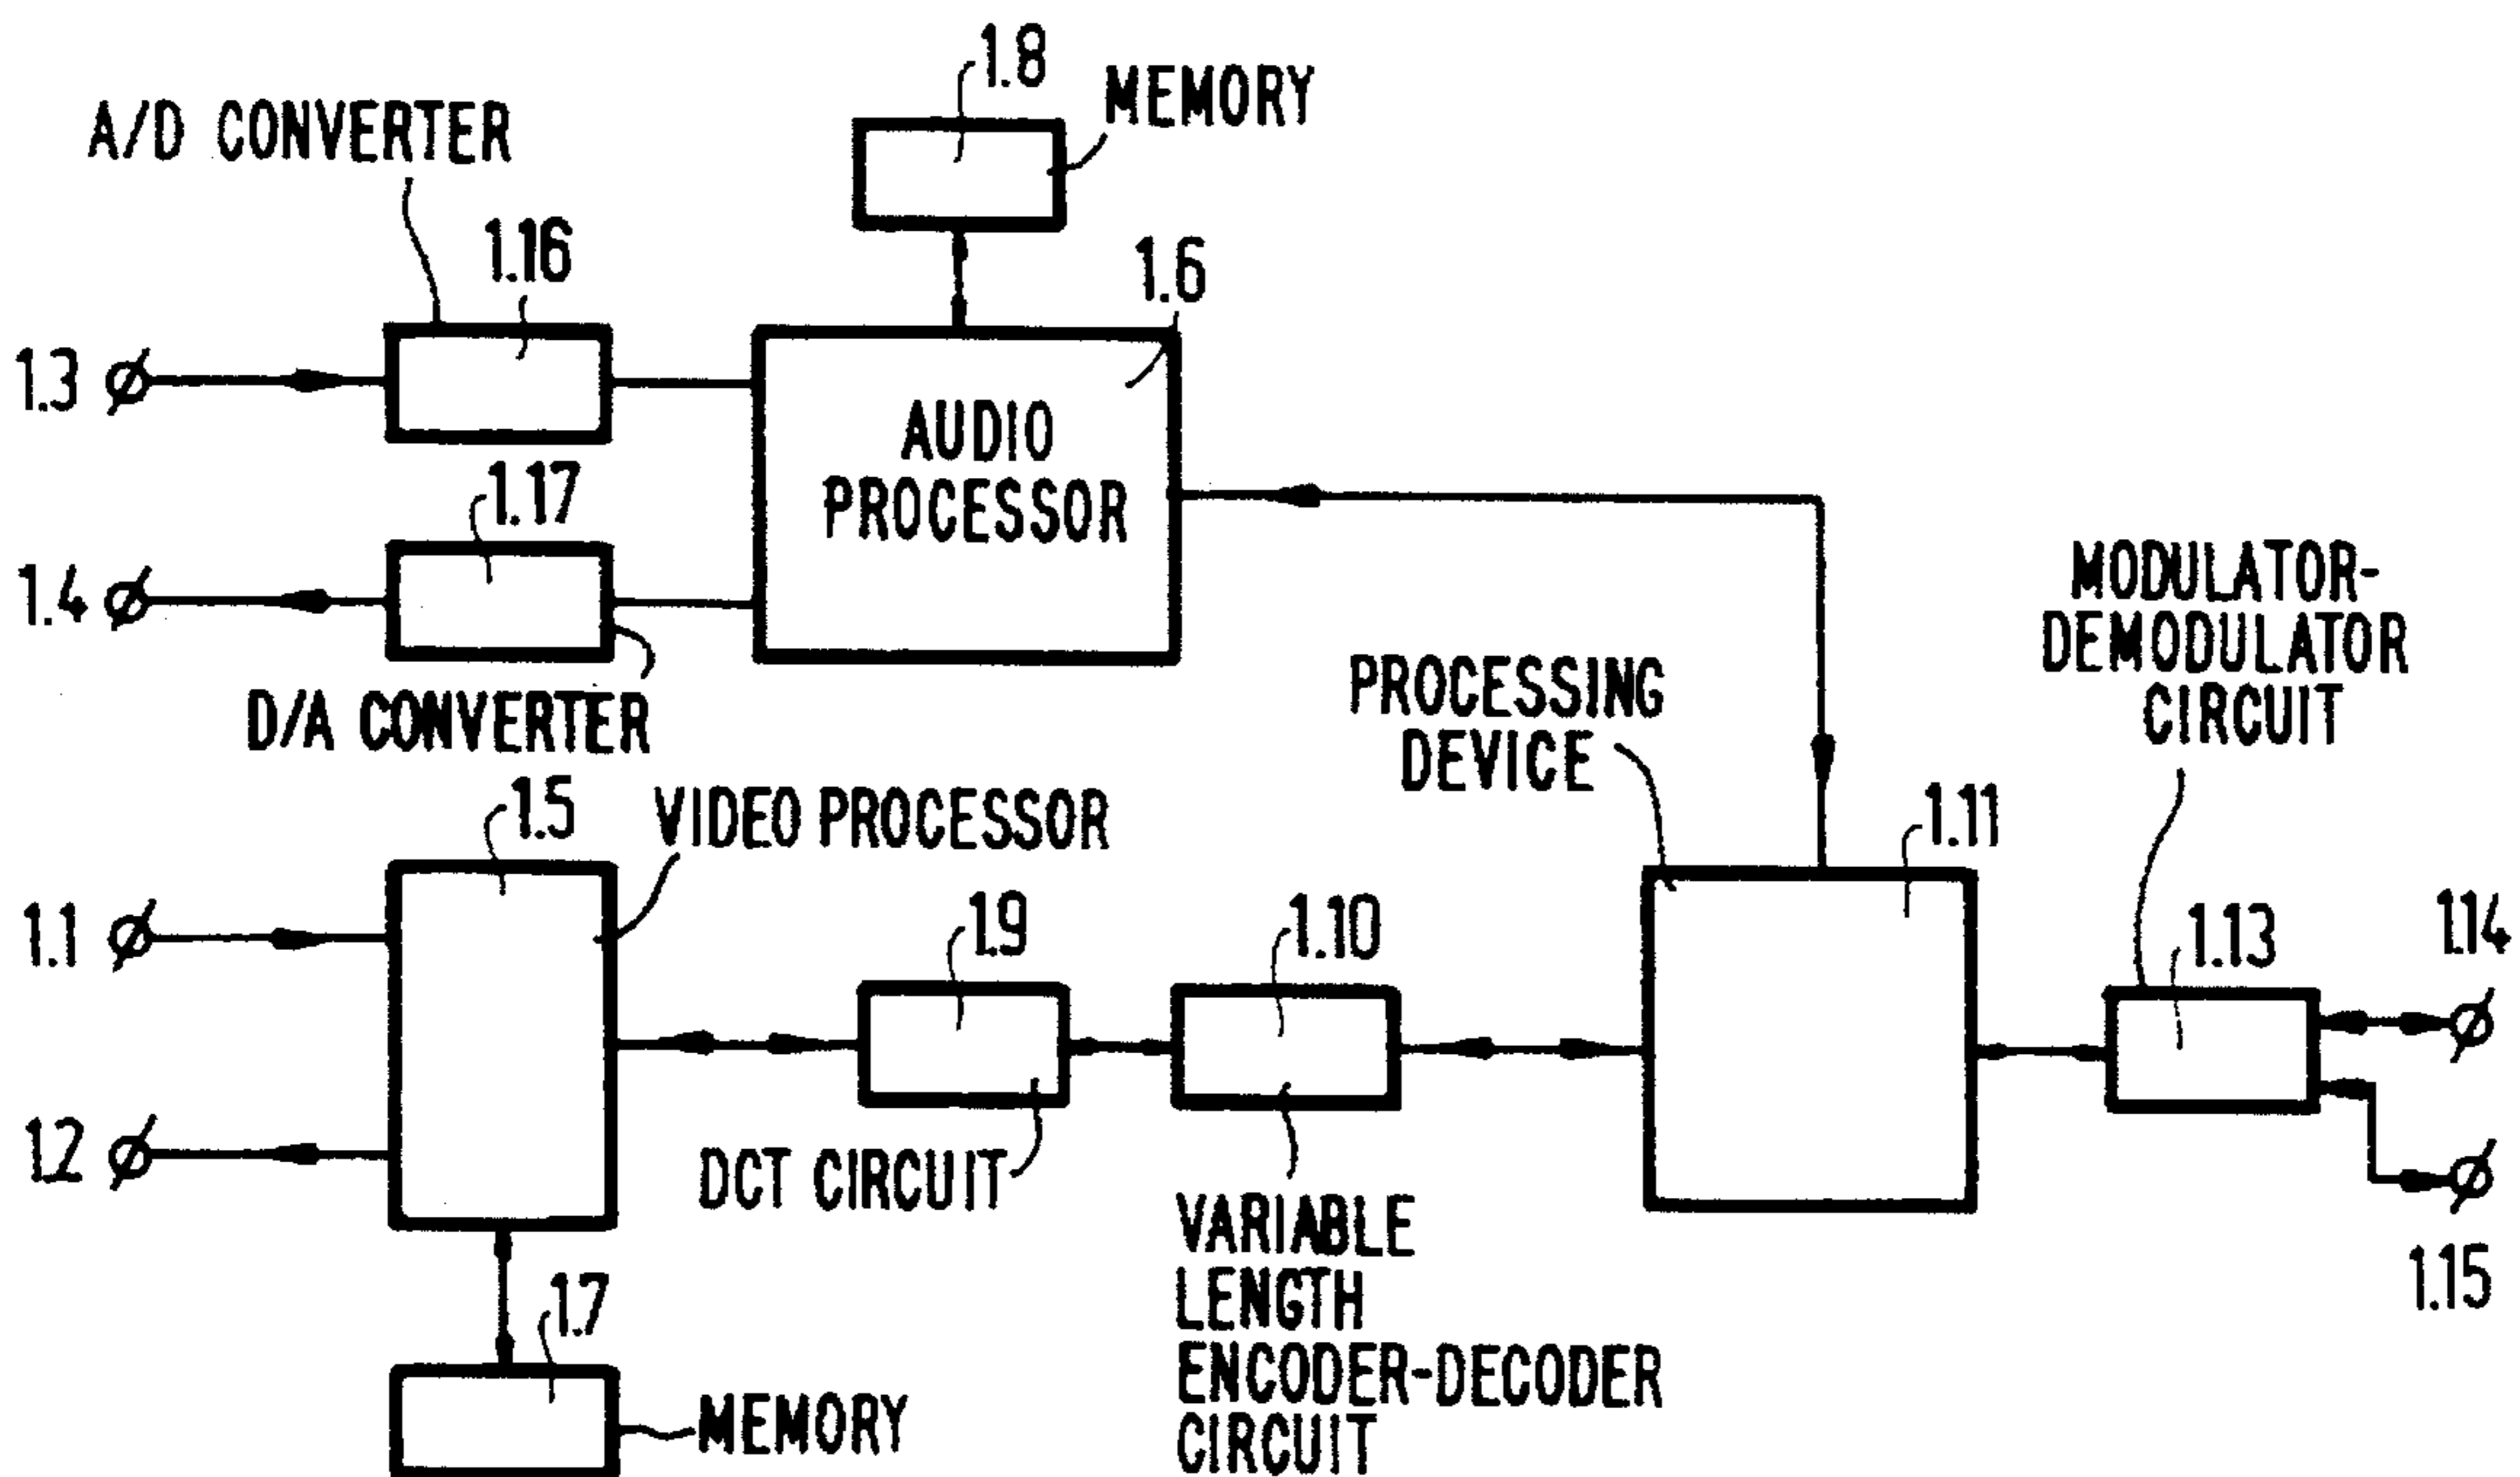 1.8
MEMORY
A/D CONVERTER
1.16
1.6
1.3
AUDIO
PROCESSOR
1.17
1.4
D/A CONVERTER
MODULATOR-
DEMODULATOR
CIRCUIT
PROCESSING
DEVICE
1.5
VIDEO PROCESSOR
1.11
1.1
1.9
1.10
1.13
1.14
1.2
DCT CIRCUIT
VARIABLE
LENGTH
ENCODER-DECODER
CIRCUIT
1.15
1.7
MEMORY